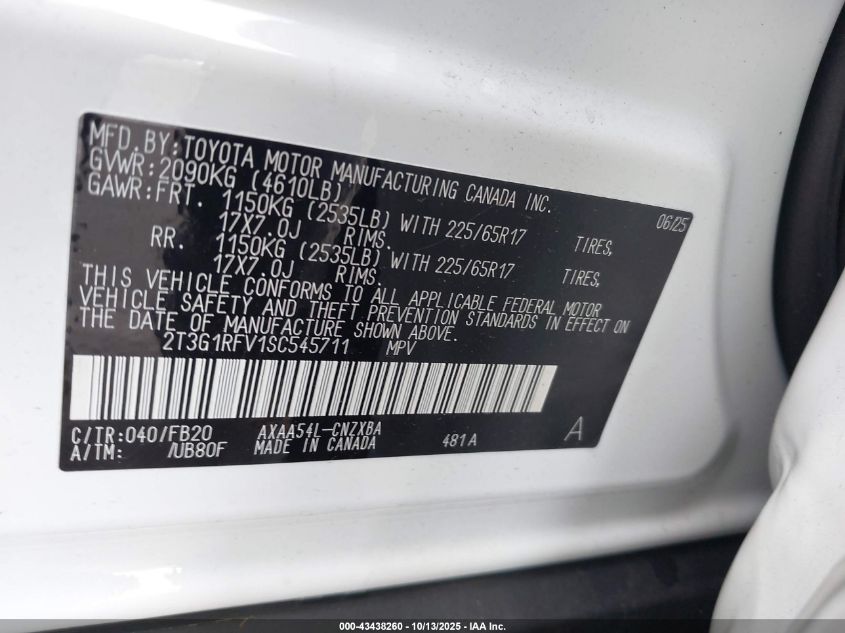 MFD.BY:TOYOTA MOTOR MANUFACTURING CANADA INC. 06/25
GVWR:2090KG (4610LB)
GAWR:FRT. 1150KG (2535LB) WITH 225/65R17 TIRES,
17X7.0J RIMS.
RR. 1150KG (2535LB) WITH 225/65R17 TIRES,
17X7.0J RIMS.
THIS VEHICLE CONFORMS TO ALL APPLICABLE FEDERAL MOTOR
VEHICLE SAFETY AND THEFT PREVENTION STANDARDS IN EFFECT ON
THE DATE OF MANUFACTURE SHOWN ABOVE.
2T3G1RFV1SC545711 MPV
C/TR:040/FB20 AXAA54L-CNZXBA
A/TM: /UB80F MADE IN CANADA 481A A
000-43438260 - 10/13/2025 - IAA Inc.